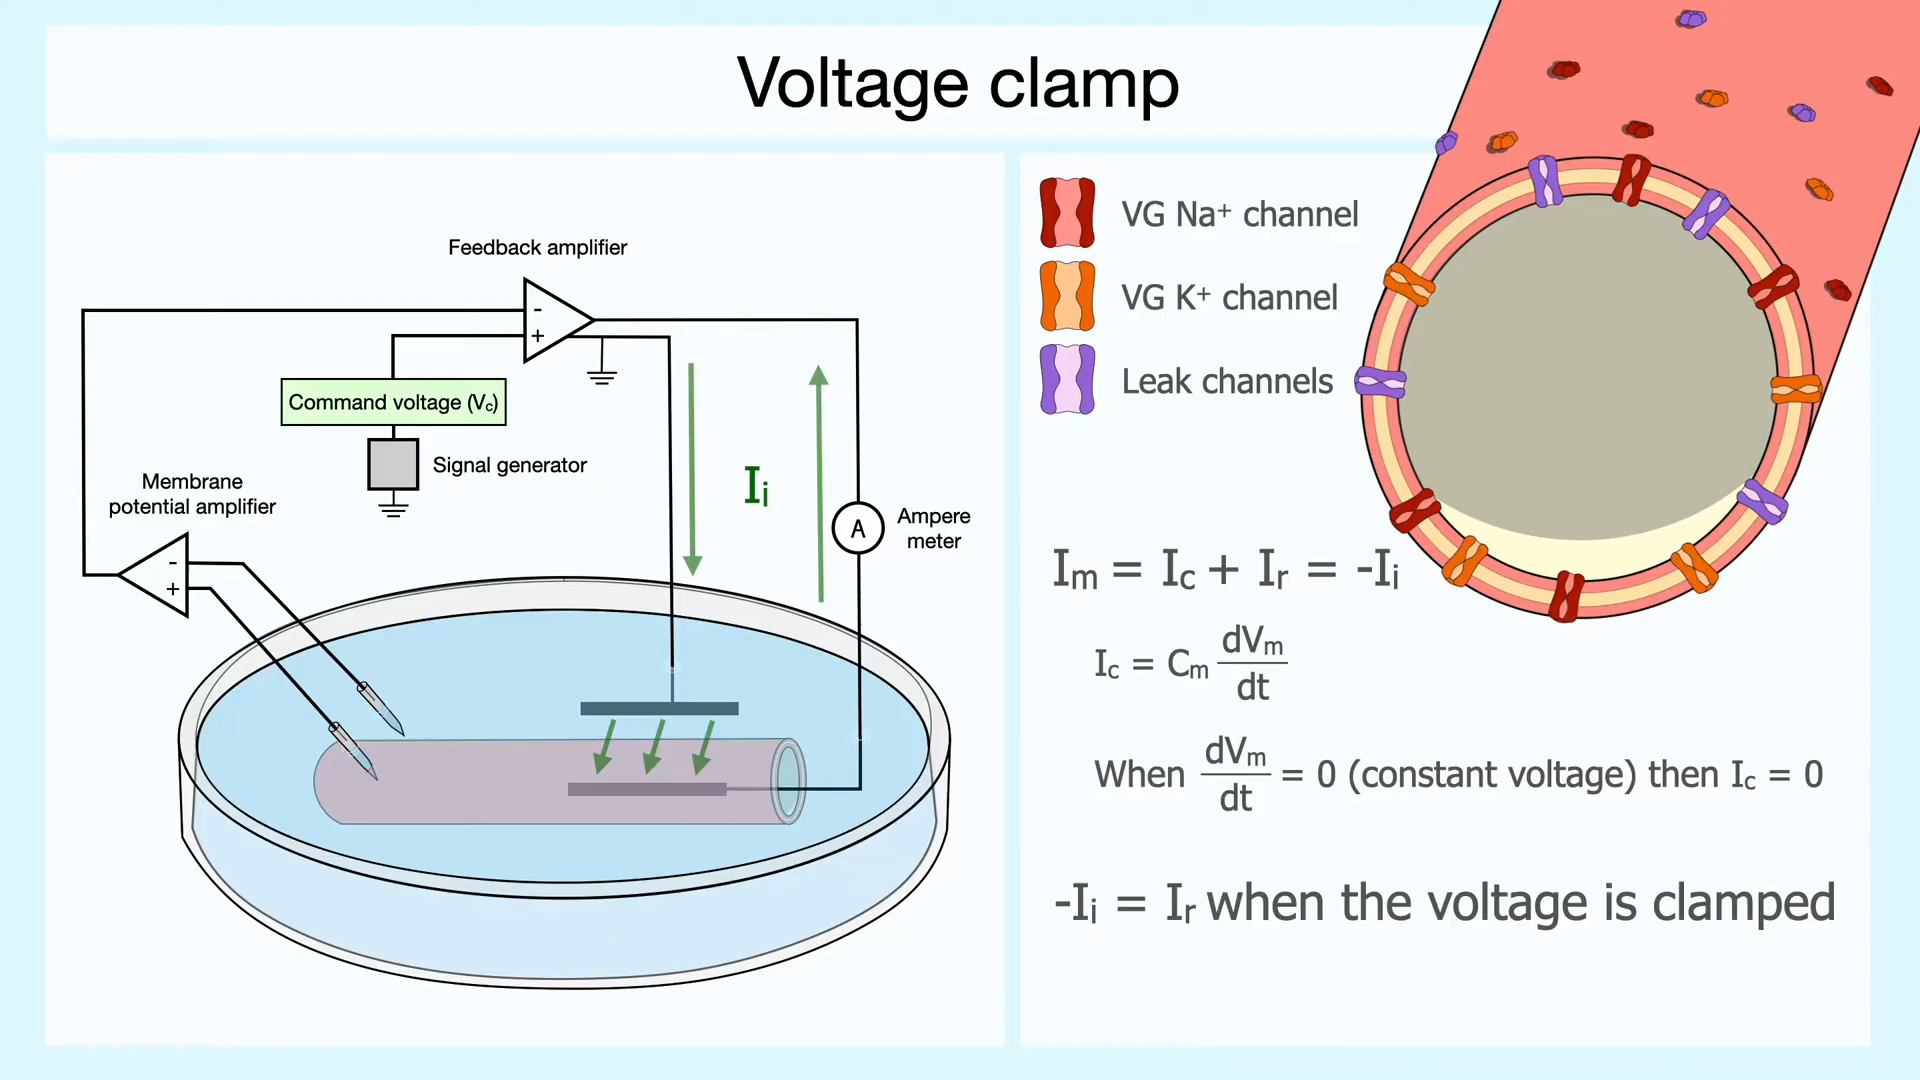 Voltage clamp
Feedback amplifier
-
+
Command voltage (Vc)
Signal generator
Membrane
potential amplifier
-
+
Ii
A
Ampere
meter
VG Na⁺ channel
VG K⁺ channel
Leak channels
Im = Ic + Ir = -Ii
Ic = Cm dVm/dt
When dVm/dt = 0 (constant voltage) then Ic = 0
-Ii = Ir when the voltage is clamped